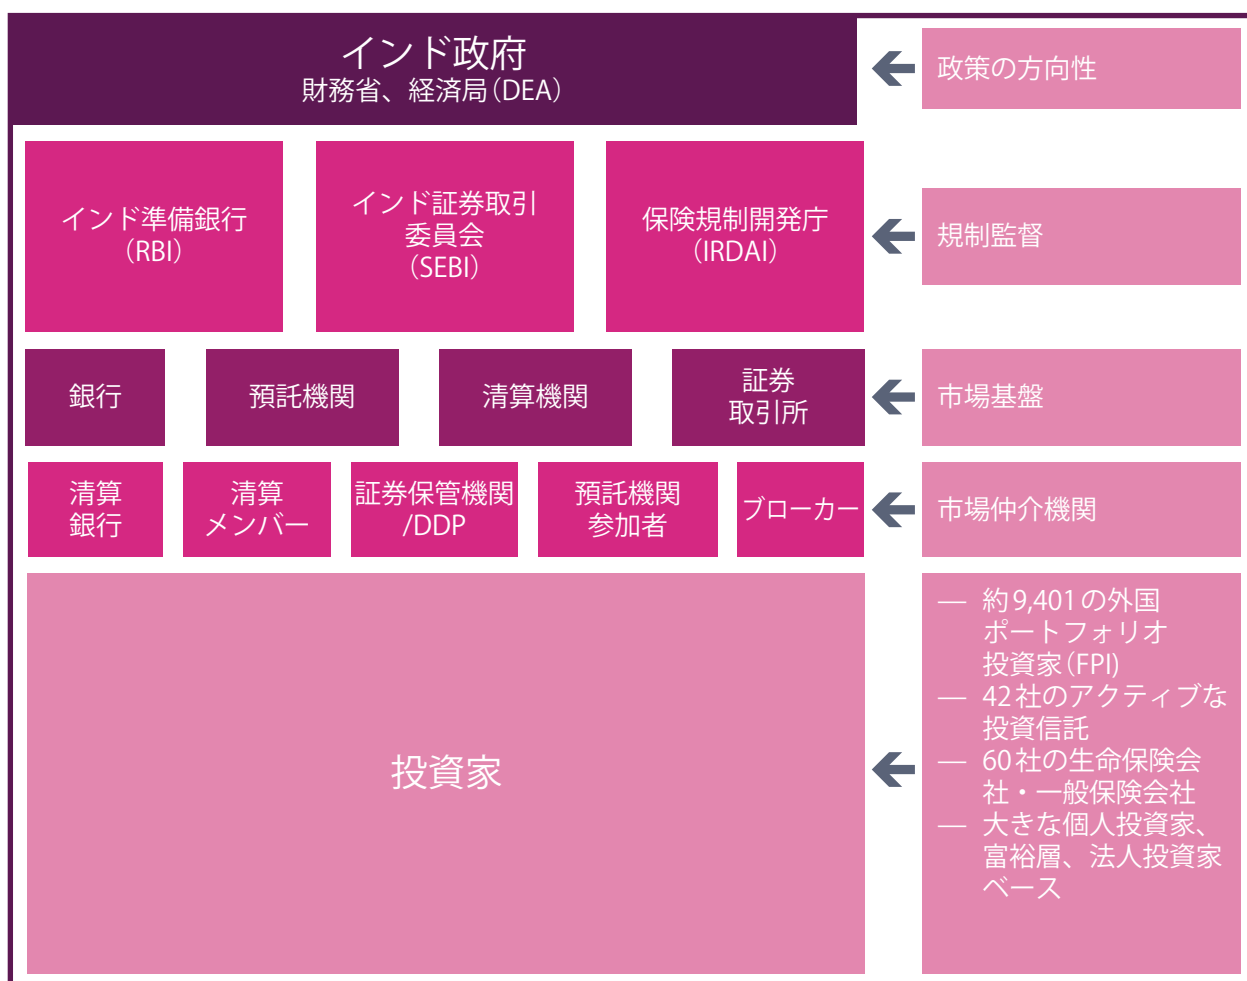 インド政府
財務省、経済局（DEA）
政策の方向性
インド準備銀行
（RBI）
インド証券取引
委員会
（SEBI）
保険規制開発庁
（IRDAI）
規制監督
銀行
預託機関
清算機関
証券
取引所
市場基盤
清算
銀行
清算
メンバー
証券保管機関
/DDP
預託機関
参加者
ブローカー
市場仲介機関
投資家
— 約9,401の外国
ポートフォリオ
投資家（FPI)
— 42社のアクティブな
投資信託
— 60社の生命保険会
社・一般保険会社
— 大きな個人投資家、
富裕層、法人投資家
ベース